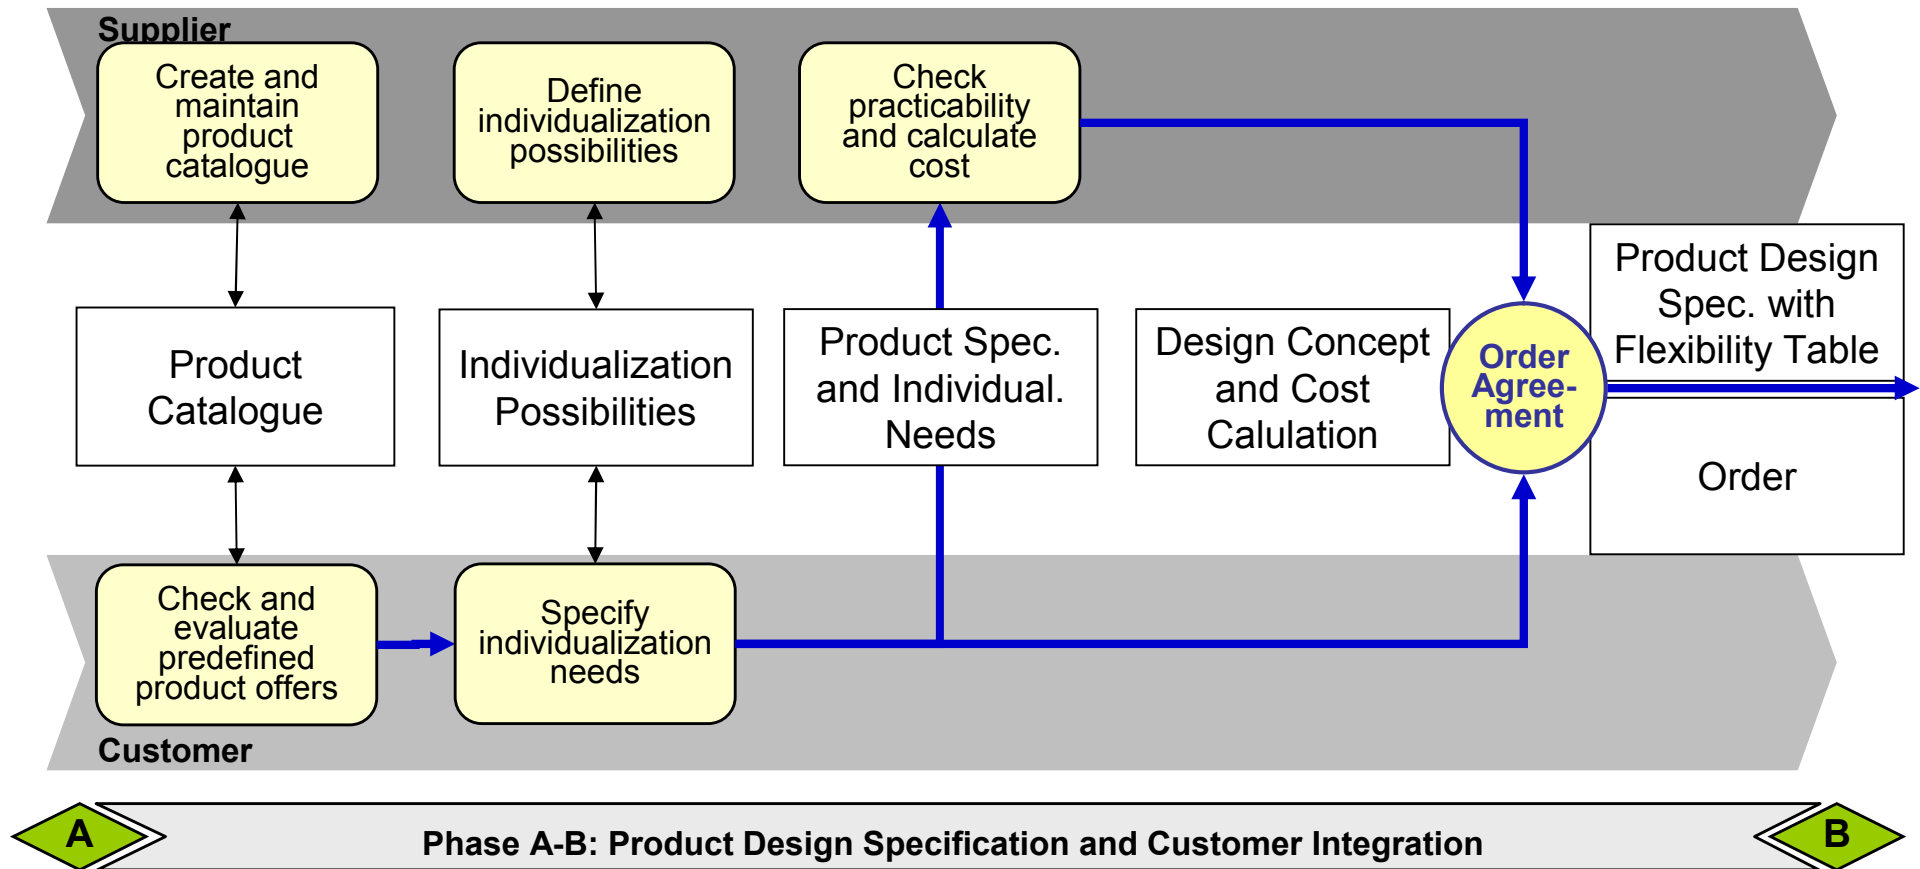 Supplier
Create and
maintain
product
catalogue
Define
individualization
possibilities
Check
practicability
and calculate
cost
Product
Catalogue
Individualization
Possibilities
Product Spec.
and Individual.
Needs
Design Concept
and Cost
Calulation
Order
Agree-
ment
Product Design
Spec. with
Flexibility Table
Order
Check and
evaluate
predefined
product offers
Specify
individualization
needs
Customer
A
Phase A-B: Product Design Specification and Customer Integration
B